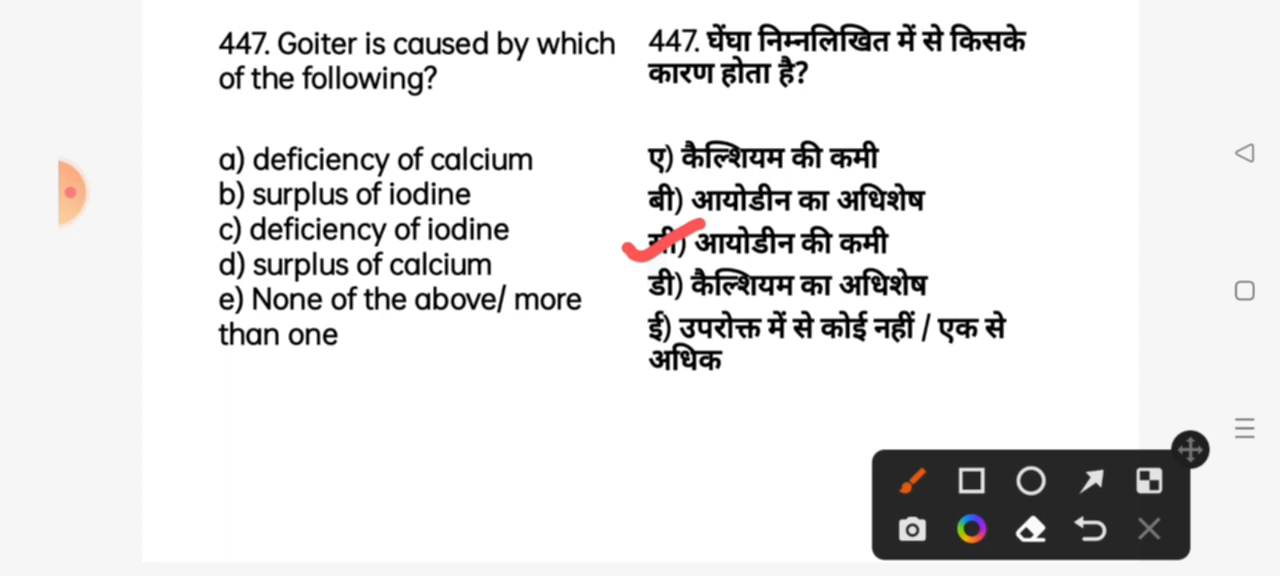 447. Goiter is caused by which
of the following?
a) deficiency of calcium
b) surplus of iodine
c) deficiency of iodine
d) surplus of calcium
e) None of the above/ more
than one
447. घेंघा निम्नलिखित में से किसके
कारण होता है?
ए) कैल्शियम की कमी
बी) आयोडीन का अधिशेष
सी) आयोडीन की कमी
डी) कैल्शियम का अधिशेष
ई) उपरोक्त में से कोई नहीं / एक से
अधिक